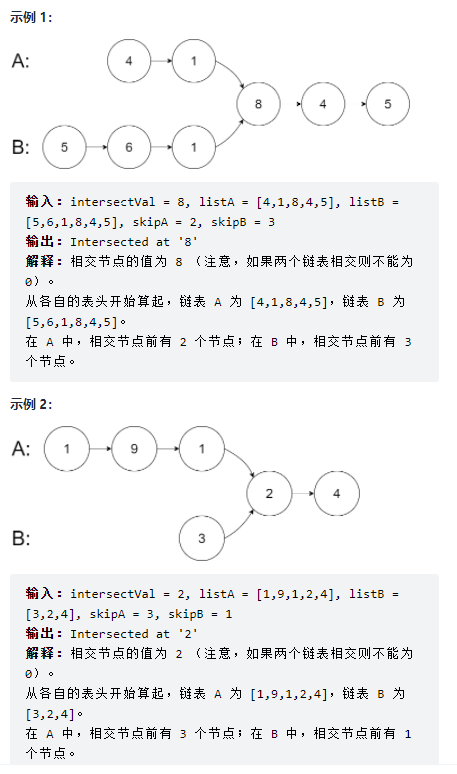 示例 1：
A: 4 1
8 4 5
B: 5 6 1
输入：intersectVal = 8, listA = [4,1,8,4,5], listB =
[5,6,1,8,4,5], skipA = 2, skipB = 3
输出：Intersected at '8'
解释：相交节点的值为 8 （注意，如果两个链表相交则不能为
0）。
从各自的表头开始算起，链表 A 为 [4,1,8,4,5]，链表 B 为
[5,6,1,8,4,5]。
在 A 中，相交节点前有 2 个节点；在 B 中，相交节点前有 3
个节点。
示例 2：
A: 1 9 1
2 4
B: 3
输入：intersectVal = 2, listA = [1,9,1,2,4], listB =
[3,2,4], skipA = 3, skipB = 1
输出：Intersected at '2'
解释：相交节点的值为 2 （注意，如果两个链表相交则不能为
0）。
从各自的表头开始算起，链表 A 为 [1,9,1,2,4]，链表 B 为
[3,2,4]。
在 A 中，相交节点前有 3 个节点；在 B 中，相交节点前有 1
个节点。